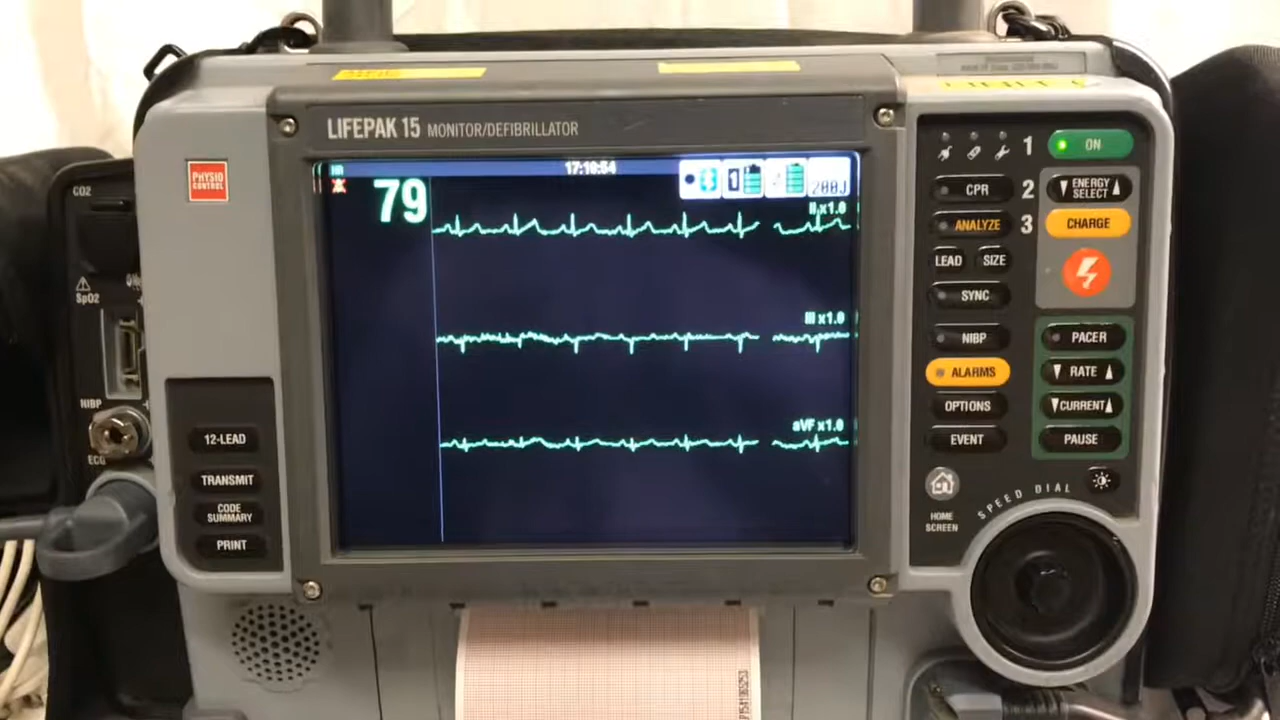 LIFEPAK 15 MONITOR/DEFIBRILLATOR
PHYSIO
CONTROL
HR
17:10:54
200J
79
II x1.0
III x1.0
aVF x1.0
CO2
SpO2
NIBP
ECG
12-LEAD
TRANSMIT
CODE
SUMMARY
PRINT
1
ON
CPR
2
ENERGY
SELECT
ANALYZE
3
CHARGE
LEAD
SIZE
SYNC
NIBP
PACER
ALARMS
RATE
OPTIONS
CURRENT
EVENT
PAUSE
HOME
SCREEN
SPEED DIAL